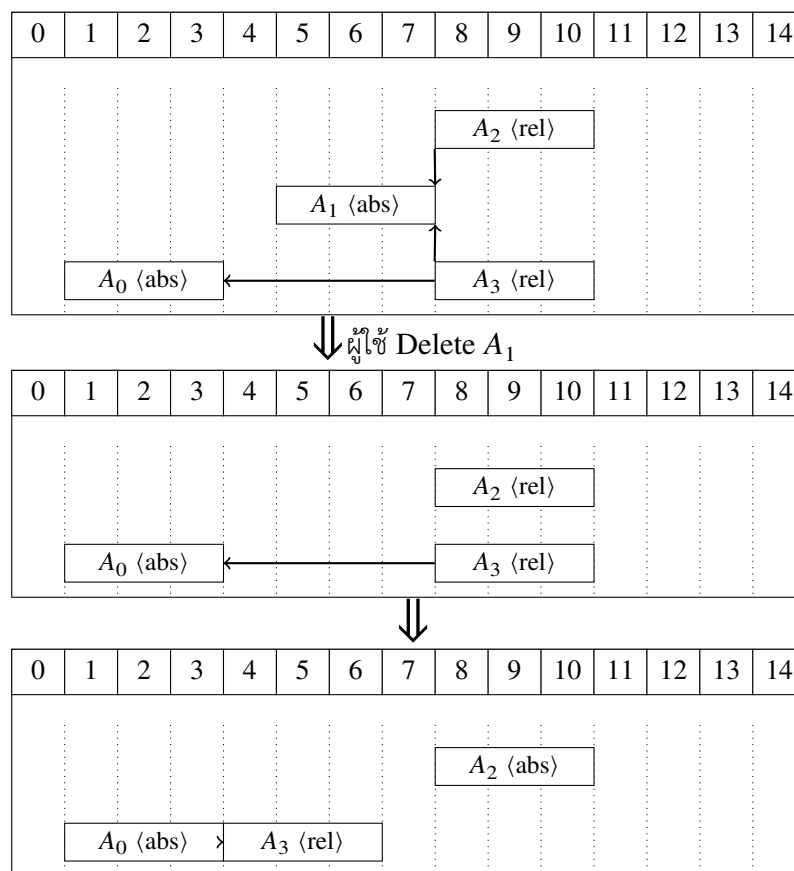 0 1 2 3 4 5 6 7 8 9 10 11 12 13 14
A₂ ⟨rel⟩
A₁ ⟨abs⟩
A₀ ⟨abs⟩ A₃ ⟨rel⟩
ผู้ใช้ Delete A₁
0 1 2 3 4 5 6 7 8 9 10 11 12 13 14
A₂ ⟨rel⟩
A₀ ⟨abs⟩ A₃ ⟨rel⟩
0 1 2 3 4 5 6 7 8 9 10 11 12 13 14
A₂ ⟨abs⟩
A₀ ⟨abs⟩ A₃ ⟨rel⟩